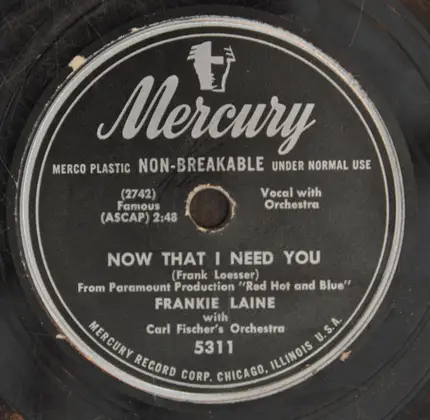 Mercury
MERCO PLASTIC NON-BREAKABLE UNDER NORMAL USE
(2742)
Famous
(ASCAP) 2:48
Vocal with
Orchestra
NOW THAT I NEED YOU
(Frank Loesser)
From Paramount Production "Red Hot and Blue"
FRANKIE LAINE
with
Carl Fischer's Orchestra
5311
MERCURY RECORD CORP. CHICAGO, ILLINOIS U.S.A.